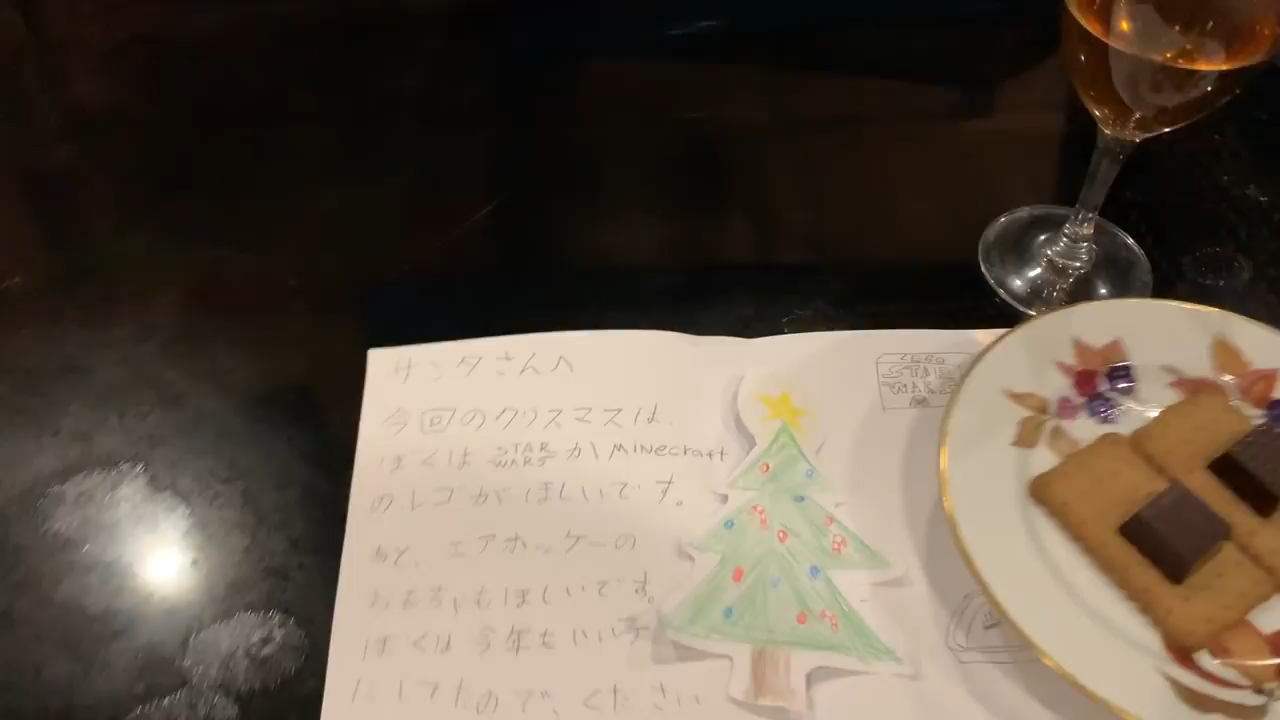 サンタさんへ
今回のクリスマスは、
ぼくは STAR WARS か MINecraft
のレゴがほしいです。
あと、エアホッケーの
おもちゃもほしいです。
ぼくは今年もいい子
にしてたので、ください
LEGO
STAR
WARS